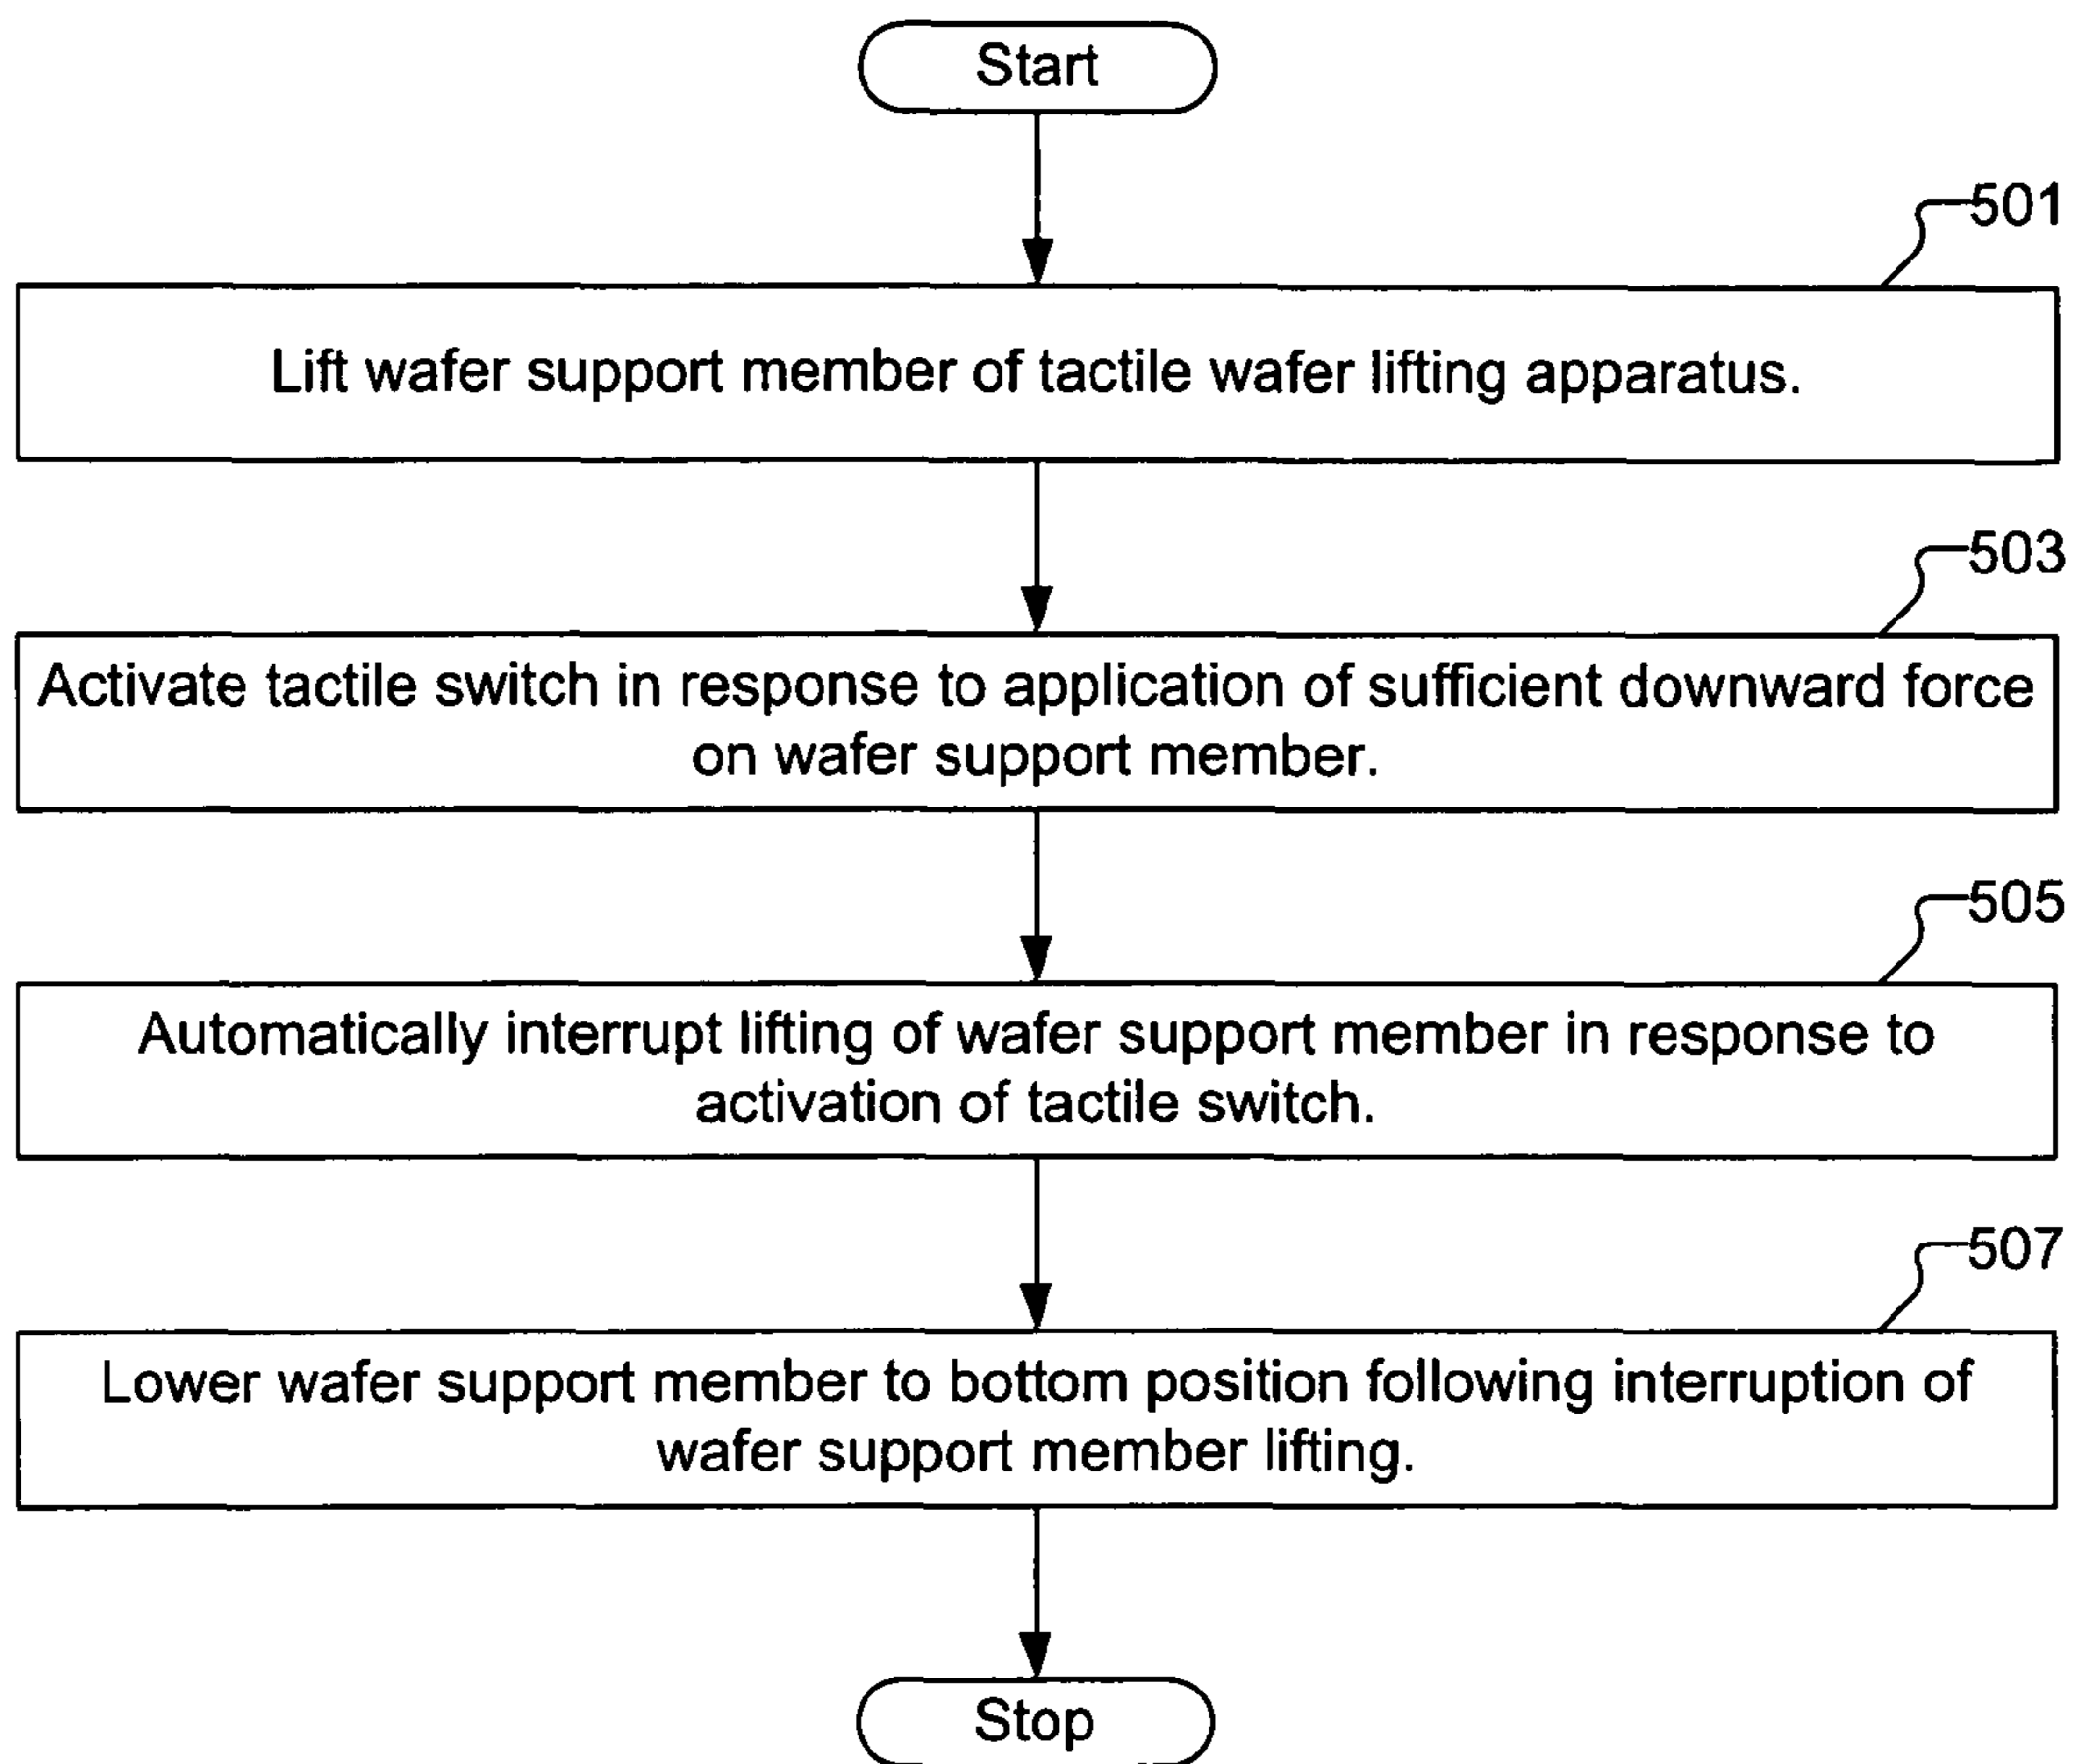 Start
501
Lift wafer support member of tactile wafer lifting apparatus.
503
Activate tactile switch in response to application of sufficient downward force
on wafer support member.
505
Automatically interrupt lifting of wafer support member in response to
activation of tactile switch.
507
Lower wafer support member to bottom position following interruption of
wafer support member lifting.
Stop